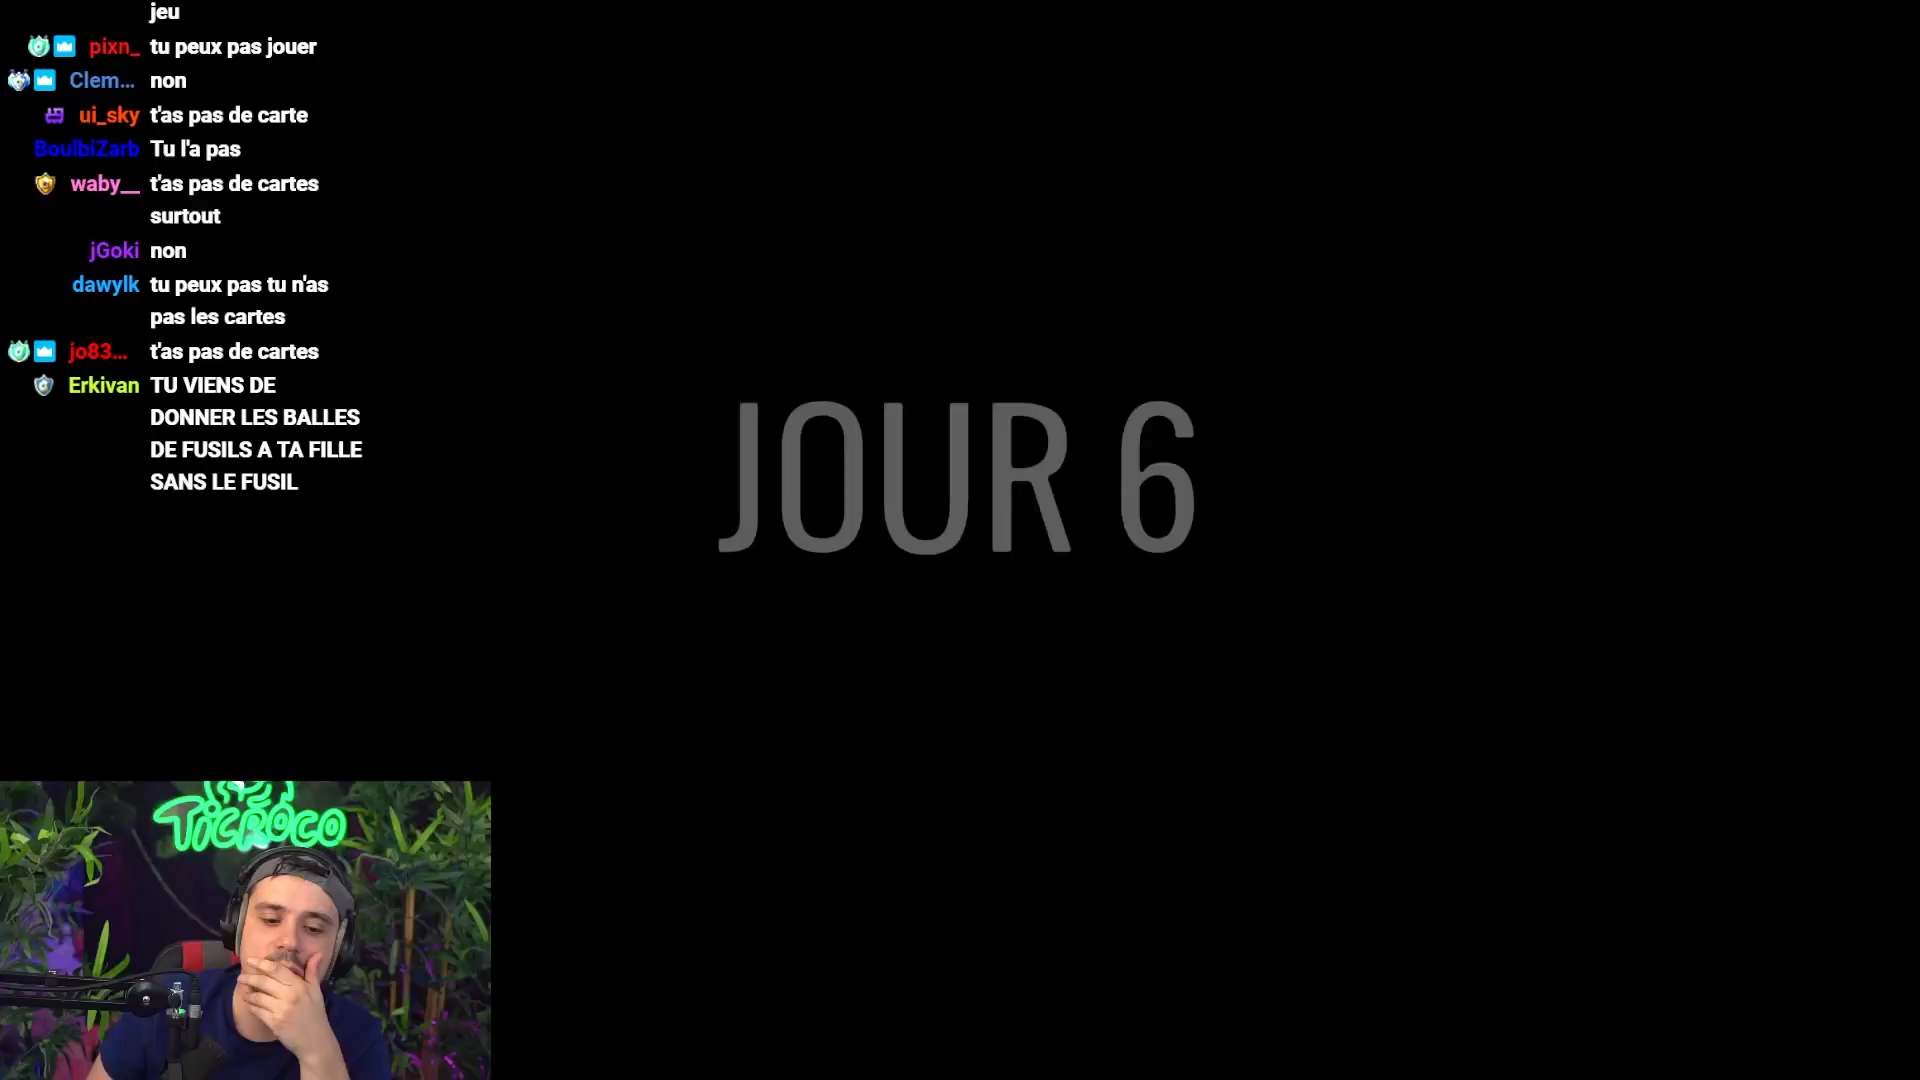 jeu
pixn_ tu peux pas jouer
Clem... non
ui_sky t'as pas de carte
BoulbiZarb Tu l'a pas
waby__ t'as pas de cartes
surtout
jGoki non
dawylk tu peux pas tu n'as
pas les cartes
jo83... t'as pas de cartes
Erkivan TU VIENS DE
DONNER LES BALLES
DE FUSILS A TA FILLE
SANS LE FUSIL
JOUR 6
TICROCO